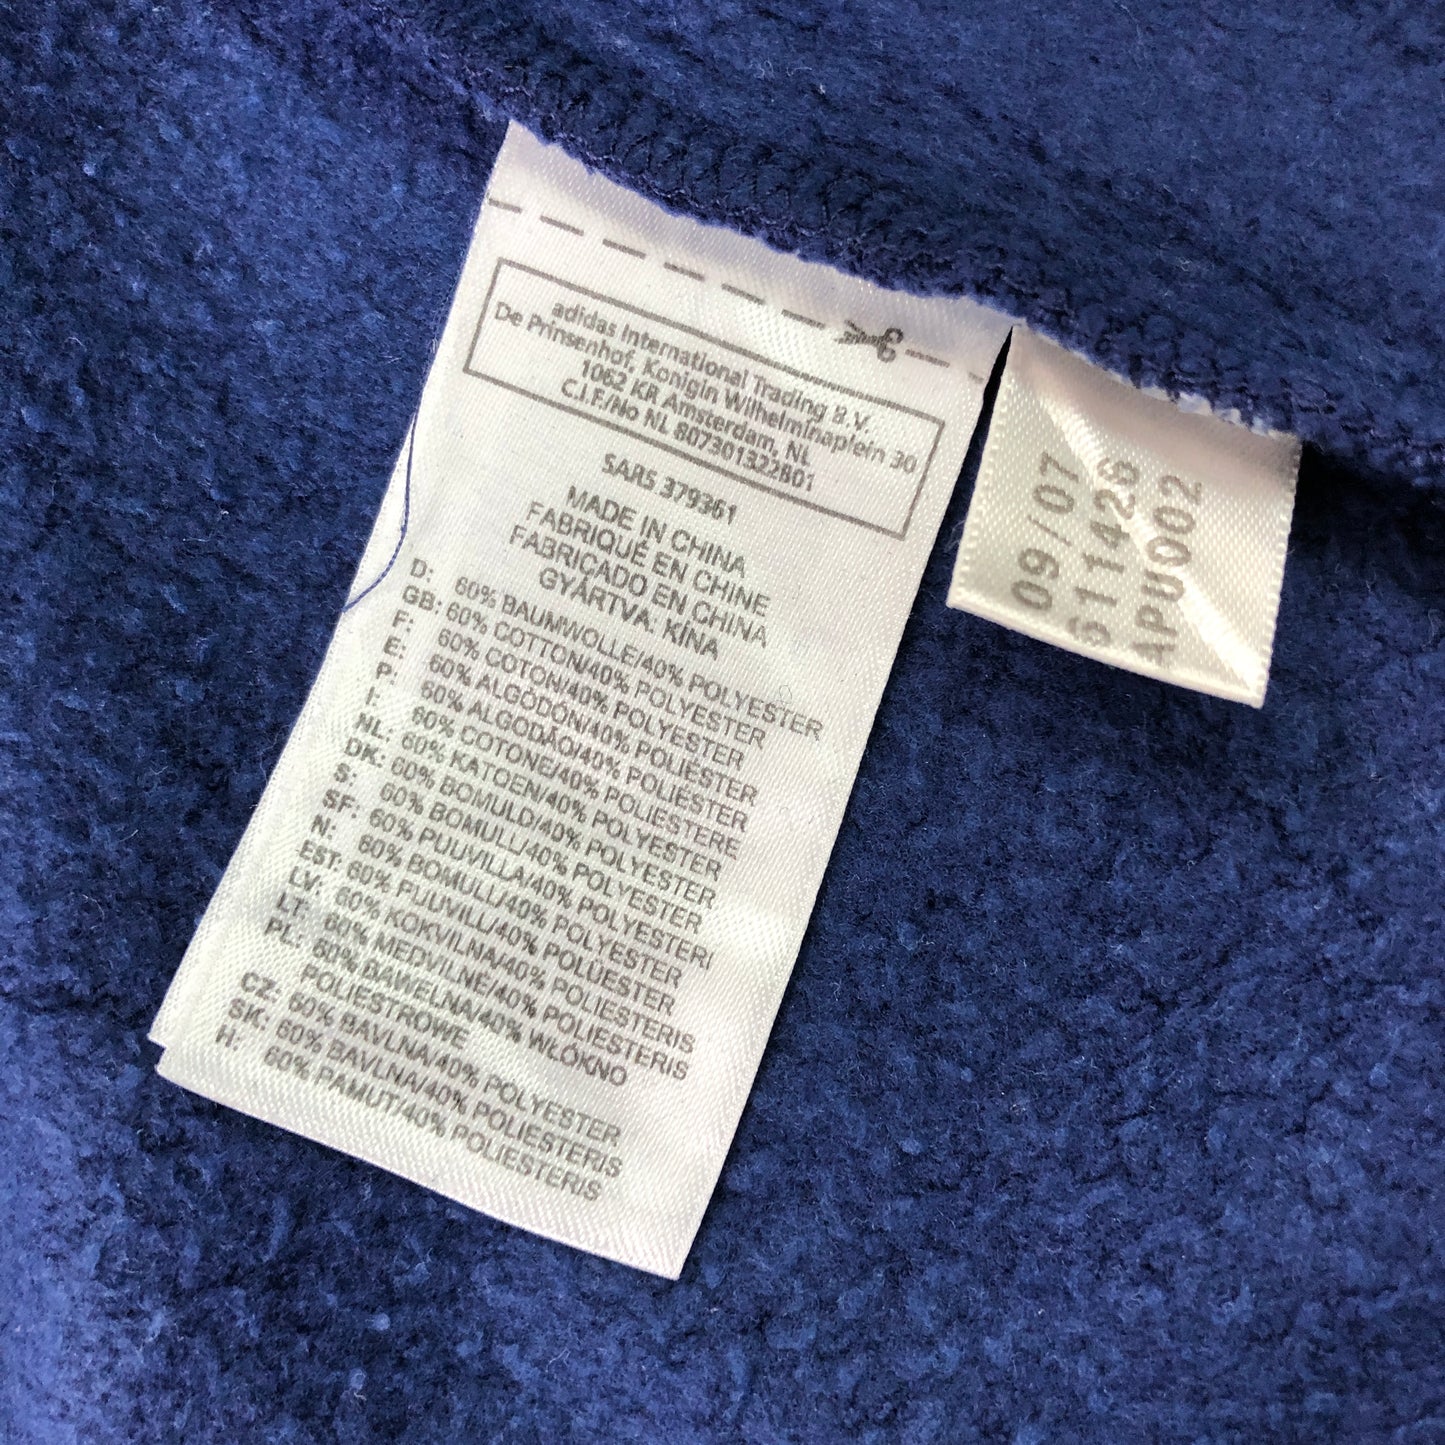 adidas International Trading B.V.
De Prinsenhof, Konigin Wilhelminaplein 30
1062 KR Amsterdam, NL
C.I.F/No NL 807301322B01
SARS 379361
MADE IN CHINA
FABRIQUÉ EN CHINE
FABRICADO EN CHINA
GYÁRTVA: KÍNA
D: 60% BAUMWOLLE/40% POLYESTER
GB: 60% COTTON/40% POLYESTER
F: 60% COTON/40% POLYESTER
E: 60% ALGODÓN/40% POLIÉSTER
P: 60% ALGODÃO/40% POLIÉSTER
I: 60% COTONE/40% POLIESTERE
NL: 60% KATOEN/40% POLYESTER
DK: 60% BOMULD/40% POLYESTER
S: 60% BOMULL/40% POLYESTER
SF: 60% PUUVILLA/40% POLYESTERI
N: 60% BOMULL/40% POLYESTER
EST: 60% PUUVILL/40% POLÜESTER
LV: 60% KOKVILNA/40% POLIESTERIS
LT: 60% MEDVILNĖ/40% POLIESTERIS
PL: 60% BAWEŁNA/40% WŁÓKNO
POLIESTROWE
CZ: 60% BAVLNA/40% POLYESTER
SK: 60% BAVLNA/40% POLIESTERIS
H: 60% PAMUT/40% POLIESTERIS
09/07
611426
APU002